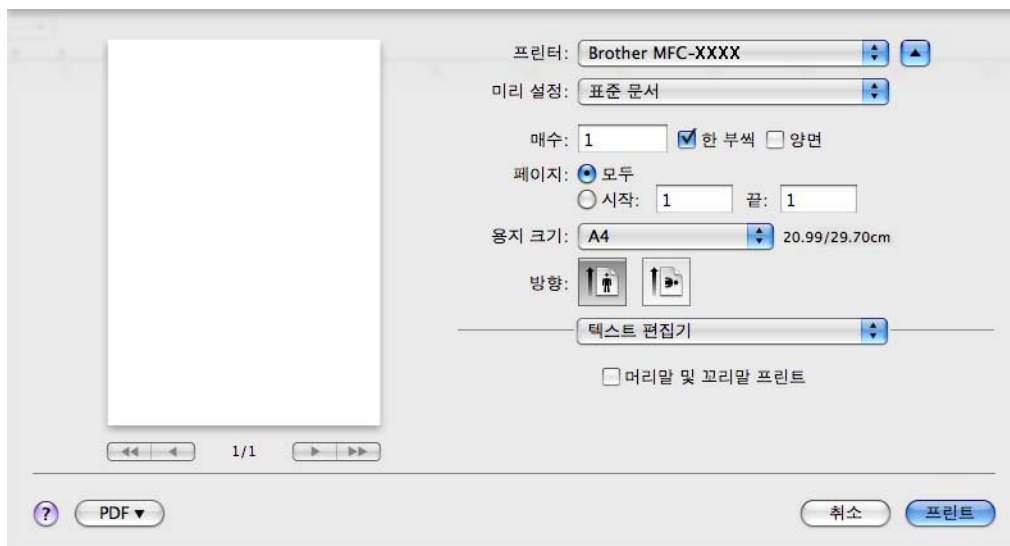 프린터: Brother MFC-XXXX
미리 설정: 표준 문서
매수: 1 한 부씩 양면
페이지: 모두
시작: 1 끝: 1
용지 크기: A4 20.99/29.70cm
방향:
텍스트 편집기
머리말 및 꼬리말 프린트
1/1
? PDF ▼ 취소 프린트